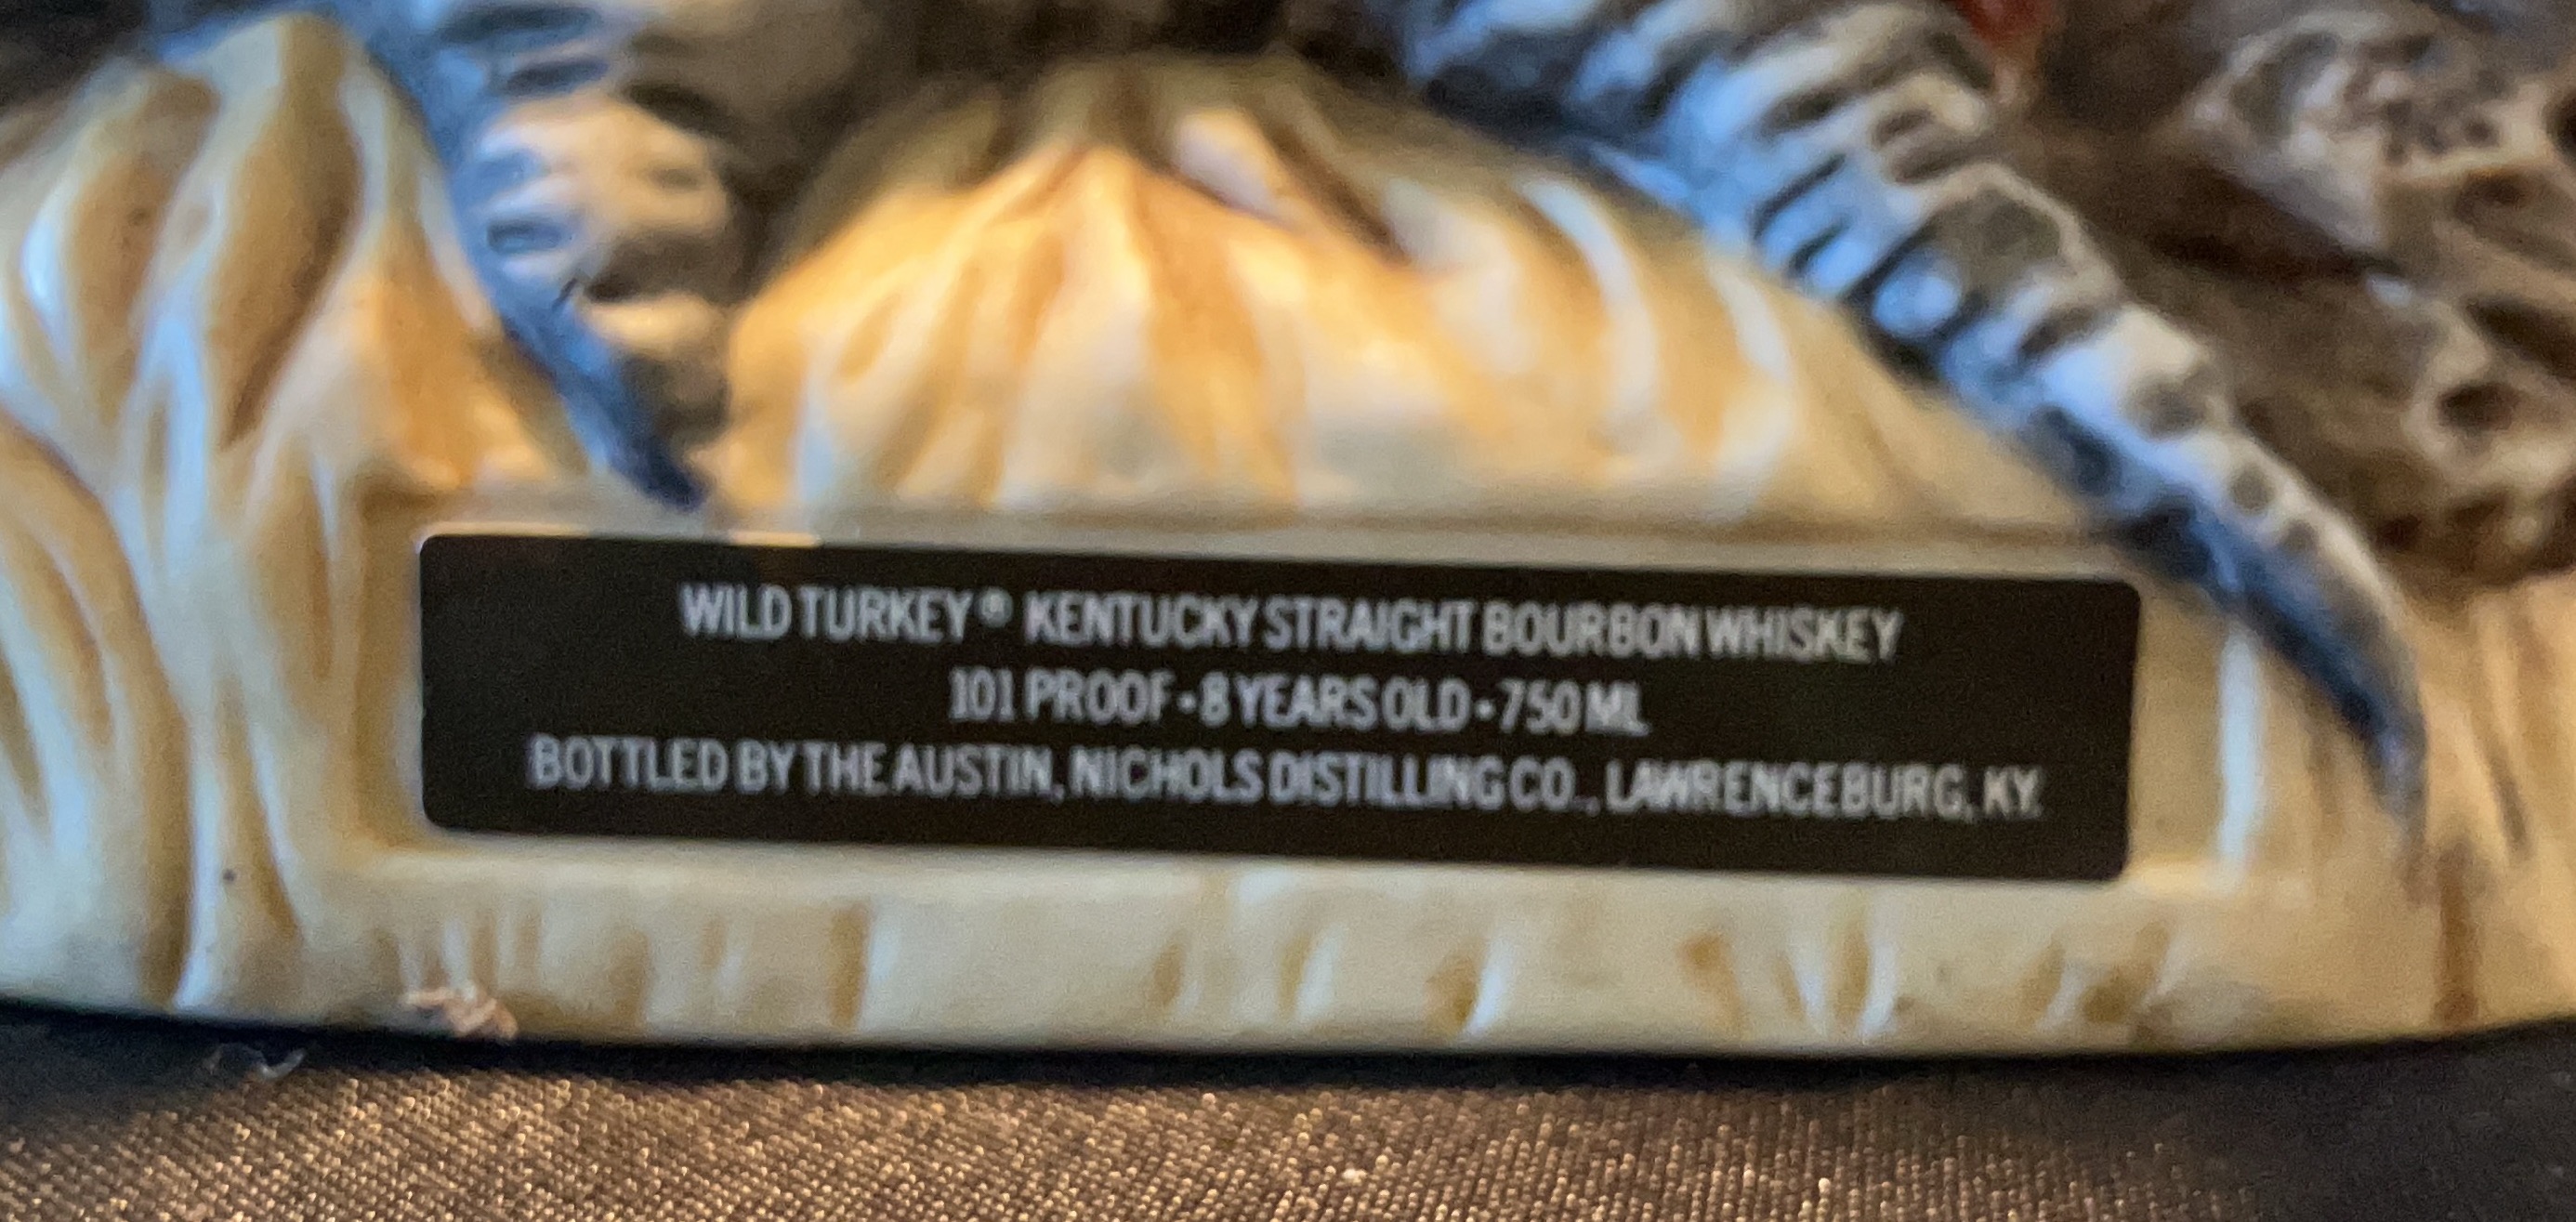 WILD TURKEY® KENTUCKY STRAIGHT BOURBON WHISKEY
101 PROOF • 8 YEARS OLD • 750 ML
BOTTLED BY THE AUSTIN, NICHOLS DISTILLING CO., LAWRENCEBURG, KY.